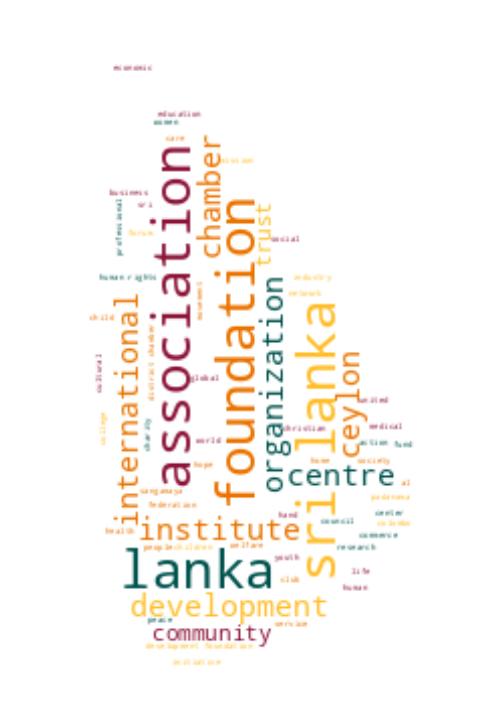 economic
education
women
care
mission
association
chamber
business
sri
professional
foundation
trust
forum
social
human rights
industry
organization
network
movement
international
sri lanka
child
district chamber
ceylon
cultural
global
united
college
charity
christian
medical
world
action
fund
hope
home
society
centre
al
sangamaya
padanama
federation
hand
center
council
colombo
health
institute
commerce
people
children
welfare
research
lanka
youth
life
club
human
development
peace
service
community
development foundation
initiative